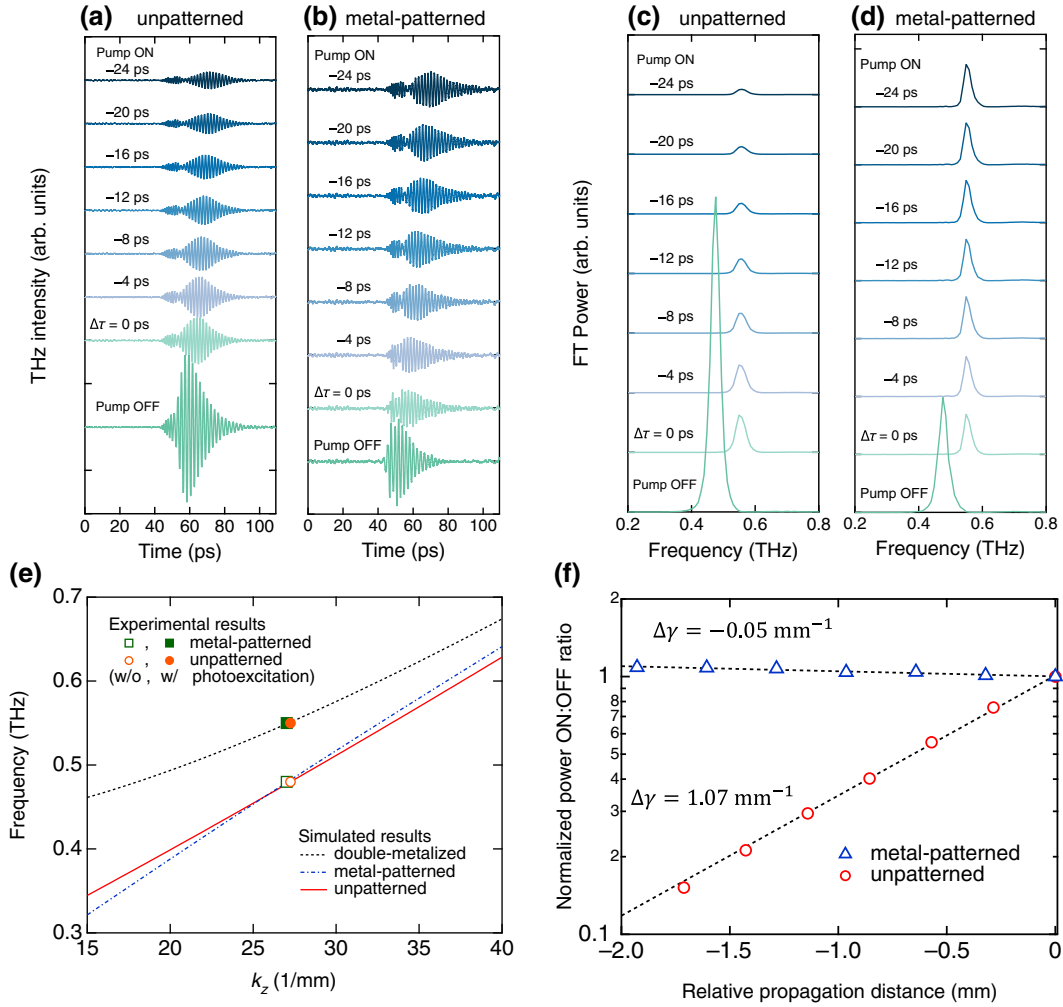 (a) unpatterned
Pump ON
−24 ps
−20 ps
−16 ps
−12 ps
−8 ps
−4 ps
Δτ = 0 ps
Pump OFF
THz intensity (arb. units)
0 20 40 60 80 100
Time (ps)
(b) metal-patterned
Pump ON
−24 ps
−20 ps
−16 ps
−12 ps
−8 ps
−4 ps
Δτ = 0 ps
Pump OFF
0 20 40 60 80 100
Time (ps)
(c) unpatterned
Pump ON
−24 ps
−20 ps
−16 ps
−12 ps
−8 ps
−4 ps
Δτ = 0 ps
Pump OFF
FT Power (arb. units)
0.2 0.4 0.6 0.8
Frequency (THz)
(d) metal-patterned
Pump ON
−24 ps
−20 ps
−16 ps
−12 ps
−8 ps
−4 ps
Δτ = 0 ps
Pump OFF
0.2 0.4 0.6 0.8
Frequency (THz)
(e)
0.7
0.6
0.5
0.4
0.3
Frequency (THz)
Experimental results
, metal-patterned
, unpatterned
(w/o , w/ photoexcitation)
Simulated results
double-metalized
metal-patterned
unpatterned
15 20 25 30 35 40
k_z (1/mm)
(f)
2
1
8
7
6
5
4
3
2
0.1
Normalized power ON:OFF ratio
Δγ = −0.05 mm⁻¹
Δγ = 1.07 mm⁻¹
metal-patterned
unpatterned
−2.0 −1.5 −1.0 −0.5 0
Relative propagation distance (mm)